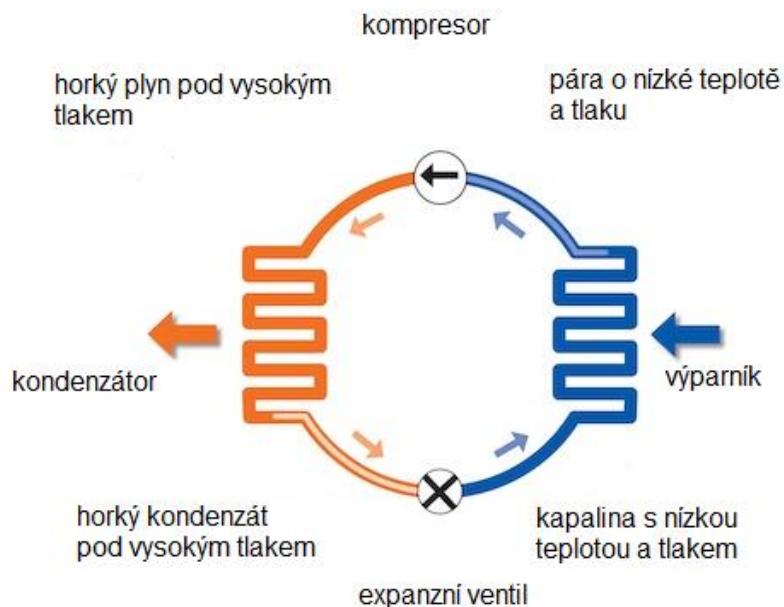 kompresor
horký plyn pod vysokým
tlakem
pára o nízké teplotě
a tlaku
kondenzátor
výparník
horký kondenzát
pod vysokým tlakem
kapalina s nízkou
teplotou a tlakem
expanzní ventil